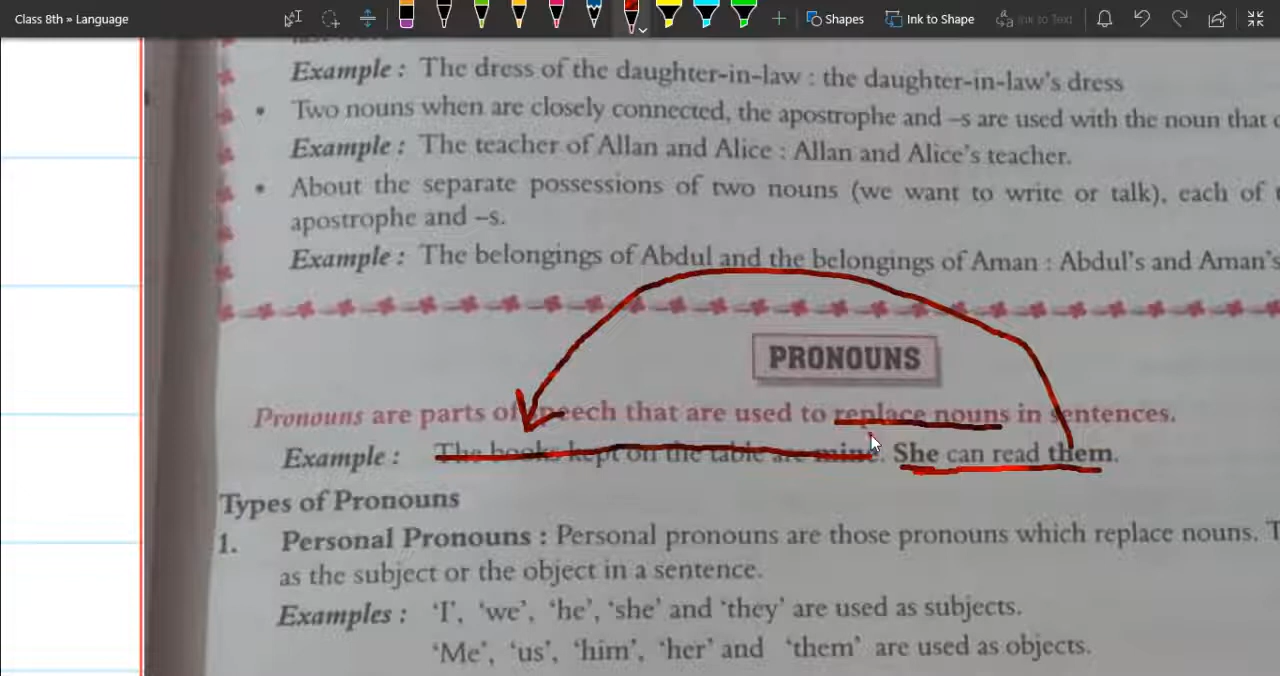 Class 8th » Language
Shapes
Ink to Shape
Ink to Text
Example : The dress of the daughter-in-law : the daughter-in-law's dress
• Two nouns when are closely connected, the apostrophe and –s are used with the noun that
Example : The teacher of Allan and Alice : Allan and Alice's teacher.
• About the separate possessions of two nouns (we want to write or talk), each of
apostrophe and –s.
Example : The belongings of Abdul and the belongings of Aman : Abdul's and Aman's
PRONOUNS
Pronouns are parts of speech that are used to replace nouns in sentences.
Example : The books kept on the table are mine. She can read them.
Types of Pronouns
1. Personal Pronouns : Personal pronouns are those pronouns which replace nouns.
as the subject or the object in a sentence.
Examples : 'I', 'we', 'he', 'she' and 'they' are used as subjects.
'Me', 'us', 'him', 'her' and 'them' are used as objects.